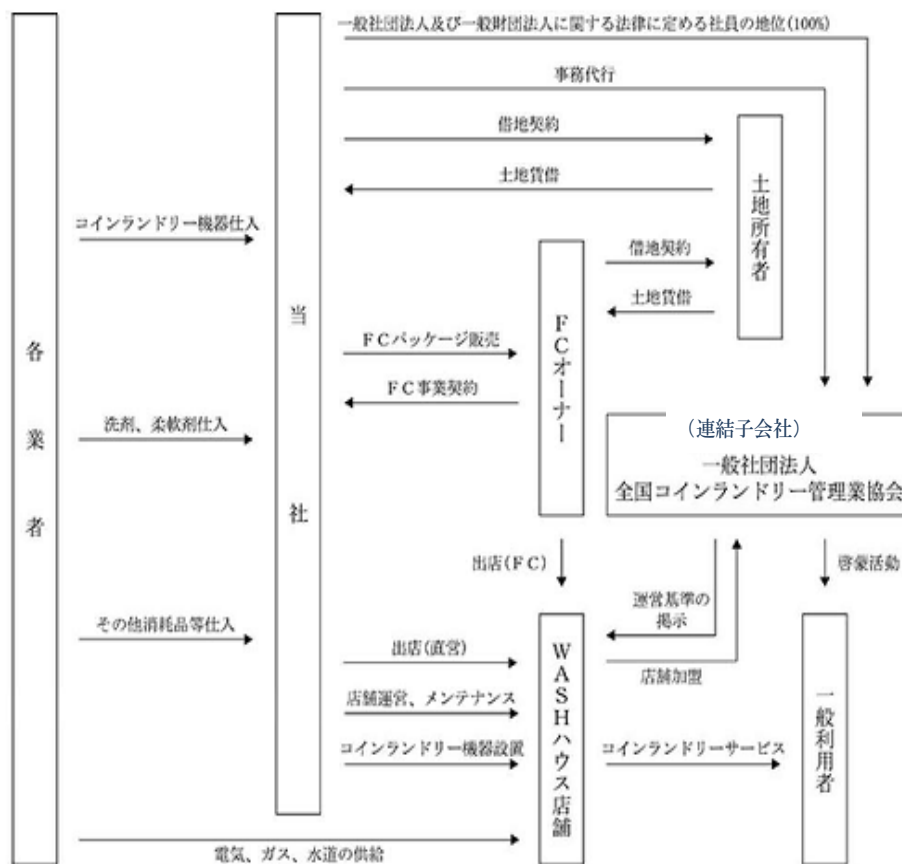 一般社団法人及び一般財団法人に関する法律に定める社員の地位(100%)
事務代行
借地契約
土地賃借
土地所有者
コインランドリー機器仕入
借地契約
土地賃借
各業者
当社
FCオーナー
FCパッケージ販売
FC事業契約
洗剤、柔軟剤仕入
（連結子会社）
一般社団法人
全国コインランドリー管理業協会
出店(FC)
運営基準の
掲示
啓蒙活動
その他消耗品等仕入
出店(直営)
店舗加盟
WASHハウス店舗
一般利用者
店舗運営、メンテナンス
コインランドリー機器設置
コインランドリーサービス
電気、ガス、水道の供給